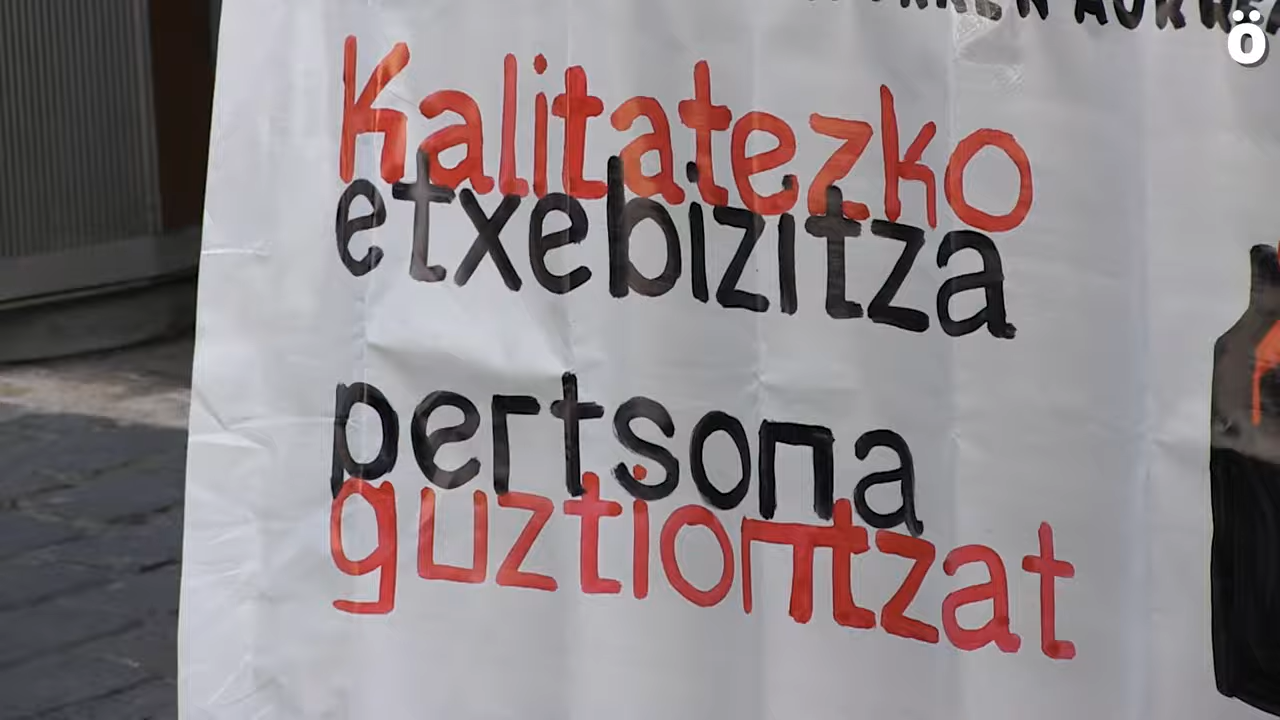 ö
Kalitatezko
etxebizitza
pertsona
guztiontzat